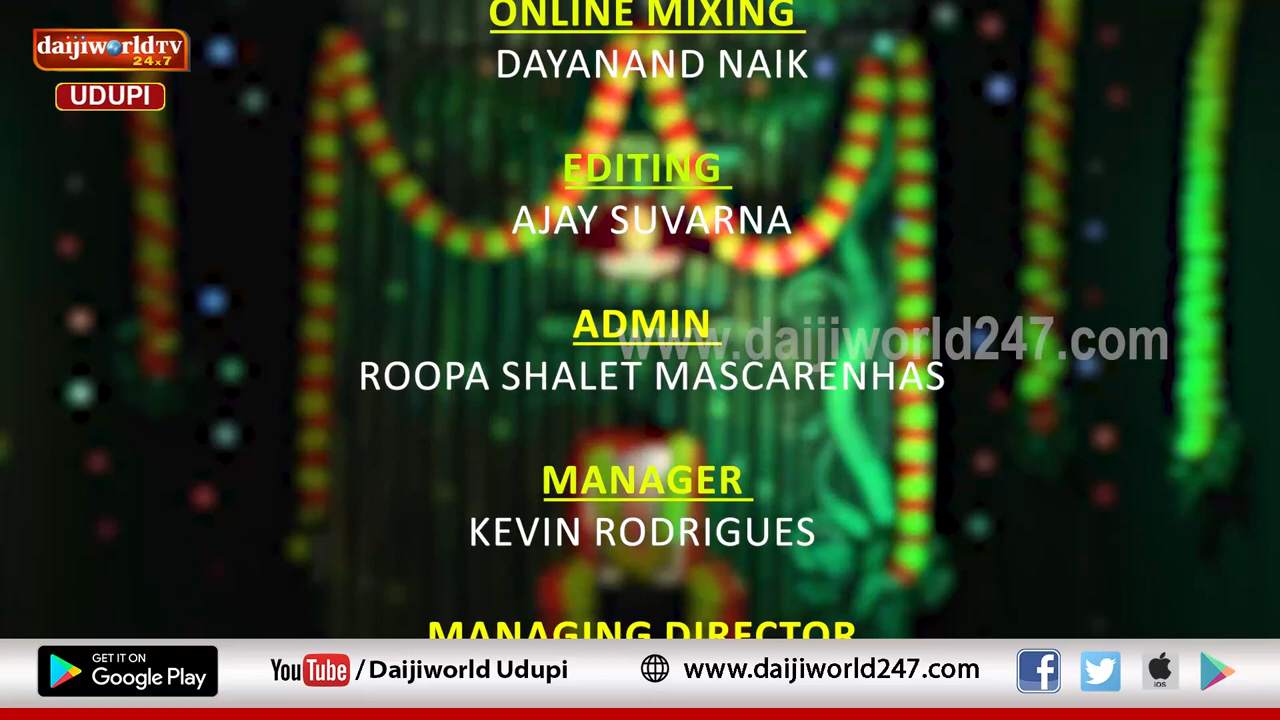 ONLINE MIXING
daijiworldTV
24x7
DAYANAND NAIK
UDUPI
EDITING
AJAY SUVARNA
ADMIN
www.daijiworld247.com
ROOPA SHALET MASCARENHAS
MANAGER
KEVIN RODRIGUES
MANAGING DIRECTOR
GET IT ON
Google Play
YouTube /Daijiworld Udupi
www.daijiworld247.com
iOS